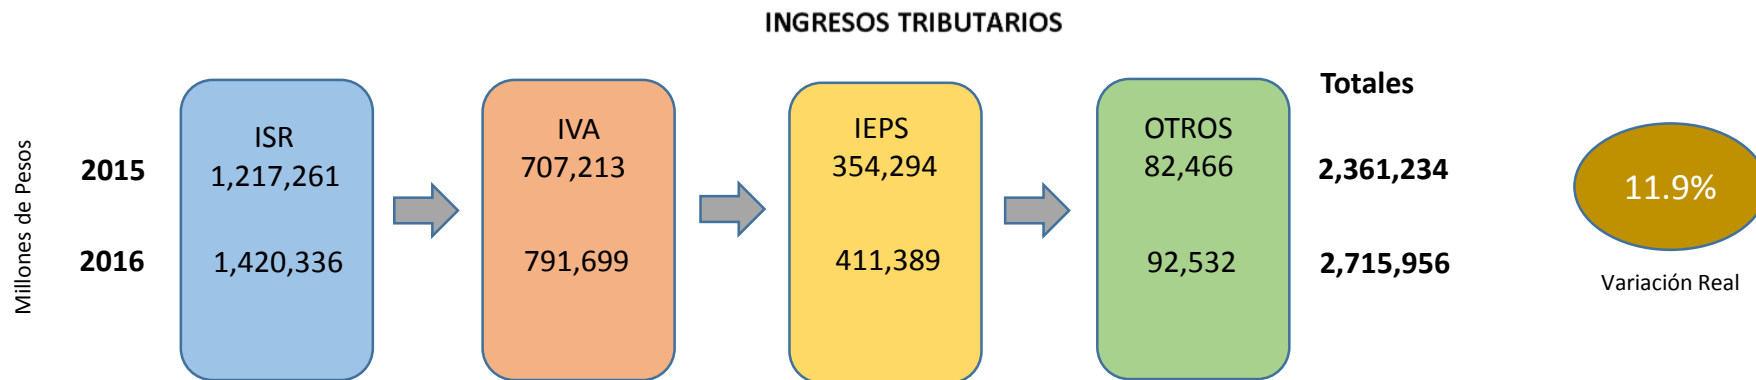 INGRESOS TRIBUTARIOS
Totales
Millones de Pesos
ISR
IVA
IEPS
OTROS
2015 1,217,261 707,213 354,294 82,466 2,361,234
11.9%
2016 1,420,336 791,699 411,389 92,532 2,715,956
Variación Real